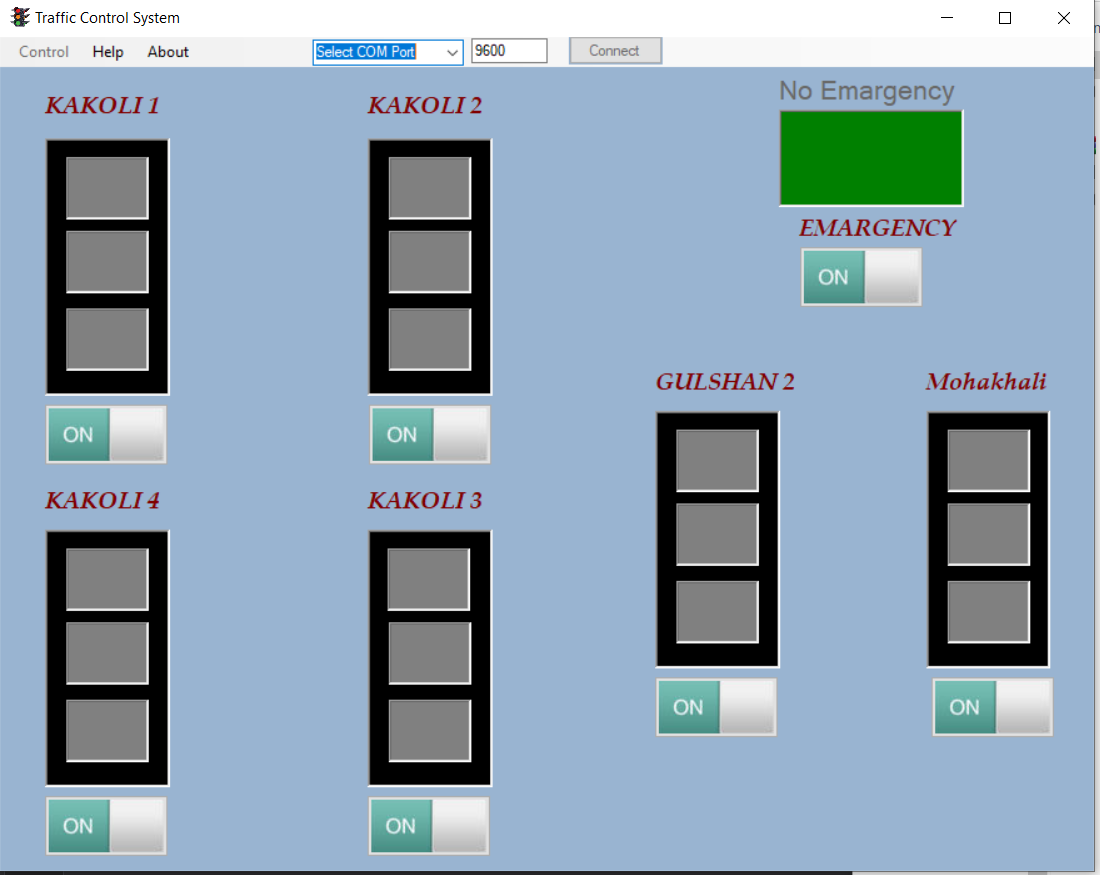 Traffic Control System
Control Help About Select COM Port 9600 Connect
No Emargency
KAKOLI 1
KAKOLI 2
EMARGENCY
ON
GULSHAN 2
Mohakhali
ON
ON
KAKOLI 4
KAKOLI 3
ON
ON
ON
ON